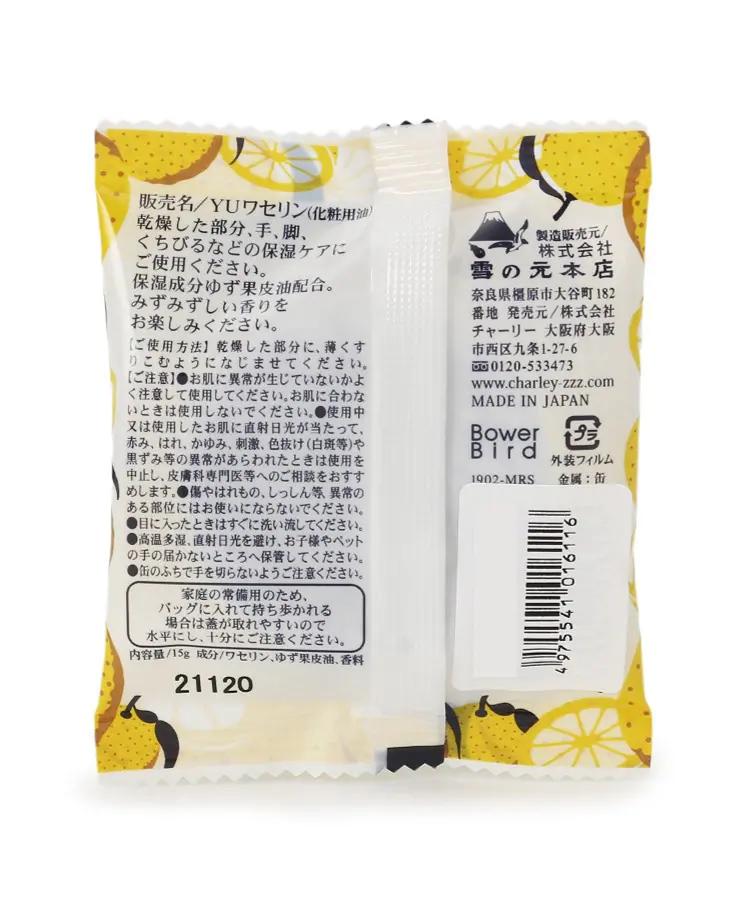 販売名/YUワセリン(化粧用油)
乾燥した部分、手、脚、
くちびるなどの保湿ケアに
ご使用ください。
保湿成分ゆず果皮油配合。
みずみずしい香りを
お楽しみください。
【ご使用方法】乾燥した部分に、薄くす
りこむようになじませてください。
【ご注意】●お肌に異常が生じていないかよ
く注意して使用してください。お肌に合わな
いときは使用しないでください。●使用中
又は使用したお肌に直射日光が当たって、
赤み、はれ、かゆみ、刺激、色抜け(白斑等)や
黒ずみ等の異常があらわれたときは使用を
中止し、皮膚科専門医等へのご相談をおすす
めします。●傷やはれもの、しっしん等、異常の
ある部位にはお使いにならないでください。
●目に入ったときはすぐに洗い流してください。
●高温多湿、直射日光を避け、お子様やペット
の手の届かないところへ保管してください。
●缶のふちで手を切らないようご注意ください。
家庭の常備用のため、
バッグに入れて持ち歩かれる
場合は蓋が取れやすいので
水平にし、十分にご注意ください。
内容量/15g 成分/ワセリン、ゆず果皮油、香料
21120
製造販売元/
株式会社
雪の元本店
奈良県橿原市大谷町182
番地 発売元/株式会社
チャーリー 大阪府大阪
市西区九条1-27-6
0120-533473
www.charley-zzz.com
MADE IN JAPAN
Bower
Bird
プラ
外装フィルム
1902-MRS 金属:缶
4975541016116